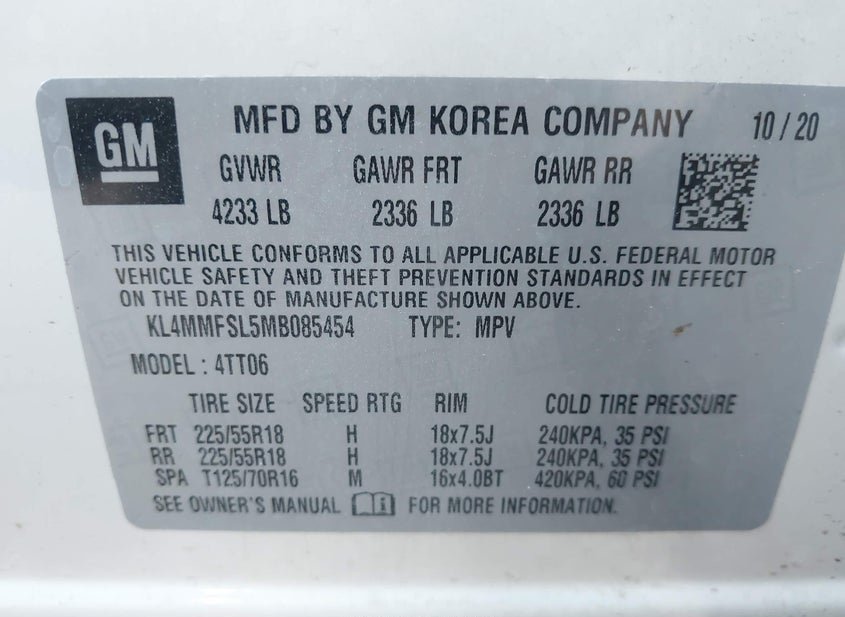 GM
MFD BY GM KOREA COMPANY 10 / 20
GVWR GAWR FRT GAWR RR
4233 LB 2336 LB 2336 LB
THIS VEHICLE CONFORMS TO ALL APPLICABLE U.S. FEDERAL MOTOR
VEHICLE SAFETY AND THEFT PREVENTION STANDARDS IN EFFECT
ON THE DATE OF MANUFACTURE SHOWN ABOVE.
KL4MMFSL5MB085454 TYPE: MPV
MODEL : 4TT06
TIRE SIZE SPEED RTG RIM COLD TIRE PRESSURE
FRT 225/55R18 H 18x7.5J 240KPA, 35 PSI
RR 225/55R18 H 18x7.5J 240KPA, 35 PSI
SPA T125/70R16 M 16x4.0BT 420KPA, 60 PSI
SEE OWNER'S MANUAL FOR MORE INFORMATION.